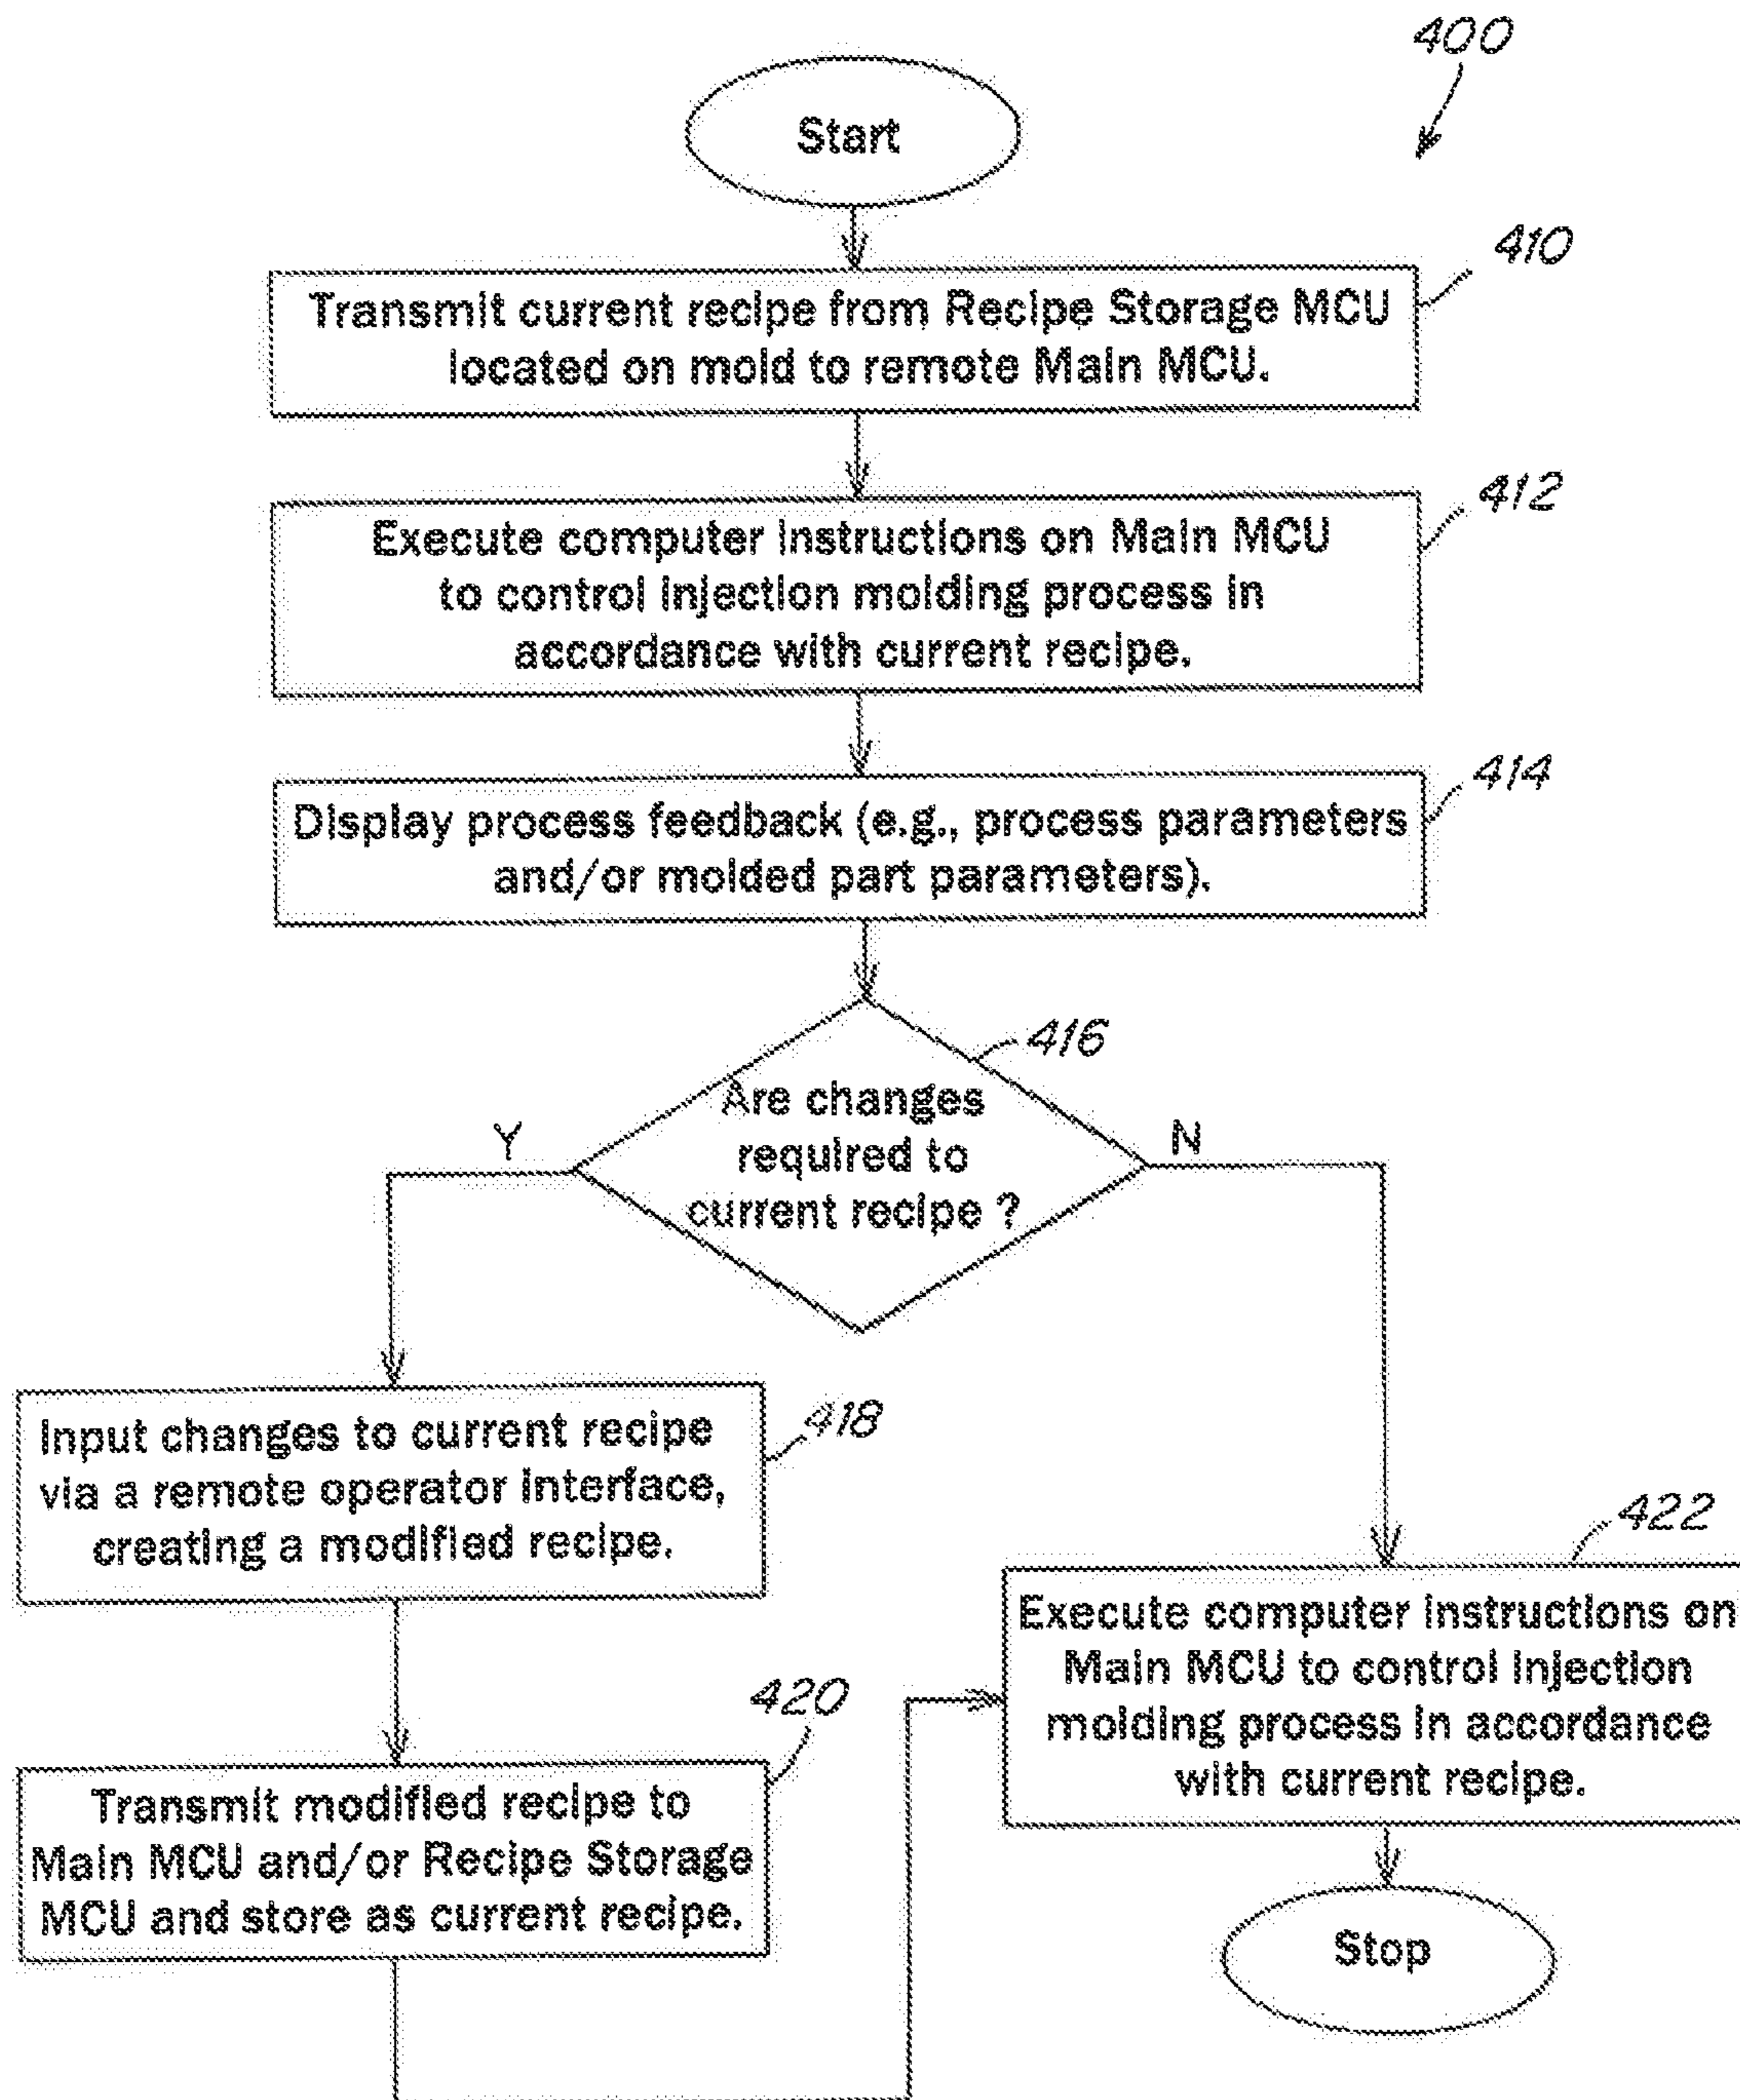 400
Start
410
Transmit current recipe from Recipe Storage MCU
located on mold to remote Main MCU.
412
Execute computer instructions on Main MCU
to control injection molding process in
accordance with current recipe.
414
Display process feedback (e.g., process parameters
and/or molded part parameters).
416
Are changes
required to
current recipe ?
Y
N
418
Input changes to current recipe
via a remote operator interface,
creating a modified recipe.
420
Transmit modified recipe to
Main MCU and/or Recipe Storage
MCU and store as current recipe.
422
Execute computer instructions on
Main MCU to control injection
molding process in accordance
with current recipe.
Stop